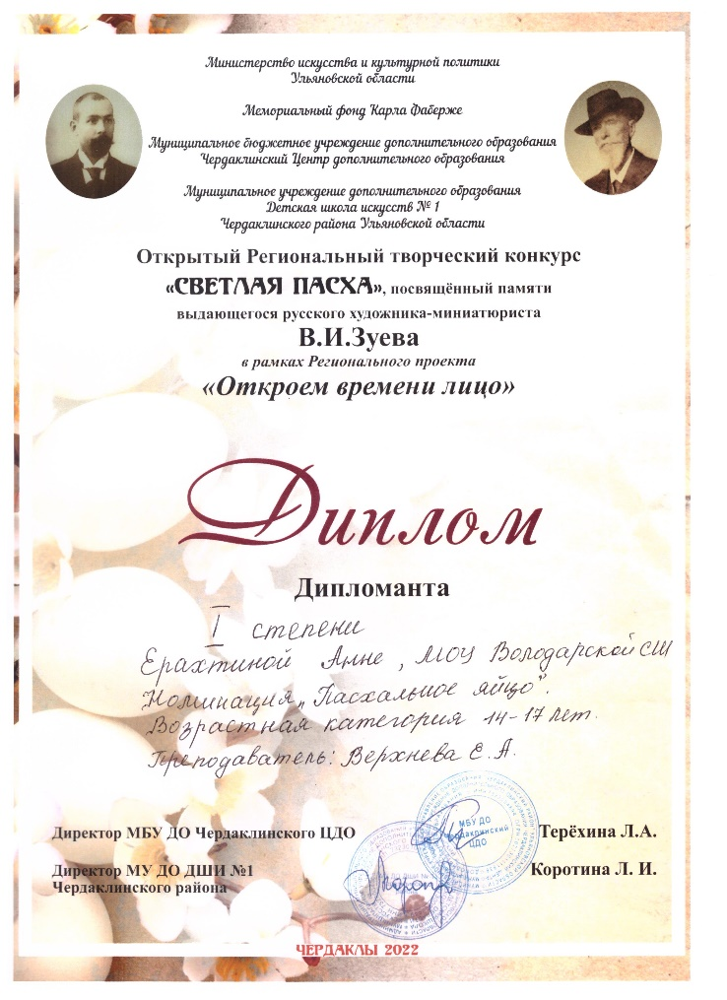 Министерство искусства и культурной политики
Ульяновской области
Мемориальный фонд Карла Фаберже
Муниципальное бюджетное учреждение дополнительного образования
Чердаклинский Центр дополнительного образования
Муниципальное учреждение дополнительного образования
Детская школа искусств № 1
Чердаклинского района Ульяновской области
Открытый Региональный творческий конкурс
«СВЕТЛАЯ ПАСХА», посвящённый памяти
выдающегося русского художника-миниатюриста
В.И.Зуева
в рамках Регионального проекта
«Откроем времени лицо»
Диплом
Дипломанта
I степени
Ерахтиной Анне, МОУ Володарской СШ
Номинация „Пасхальное яйцо".
Возрастная категория 14-17 лет.
Преподаватель: Верхнева Е.А.
МБУ ДО
Чердаклинский
ЦДО
Директор МБУ ДО Чердаклинского ЦДО Терёхина Л.А.
Директор МУ ДО ДШИ №1 Коротина Л. И.
Чердаклинского района
ЧЕРДАКЛЫ 2022